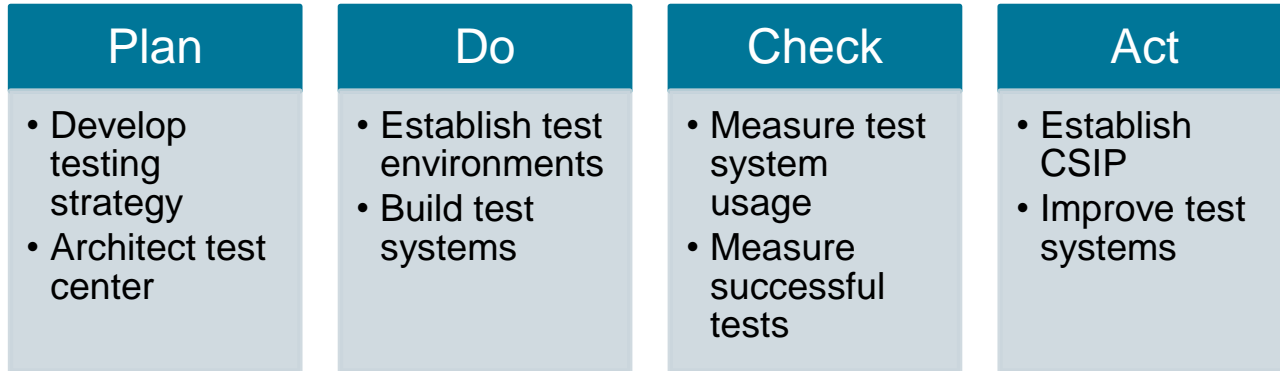 Plan
• Develop
testing
strategy
• Architect test
center
Do
• Establish test
environments
• Build test
systems
Check
• Measure test
system
usage
• Measure
successful
tests
Act
• Establish
CSIP
• Improve test
systems